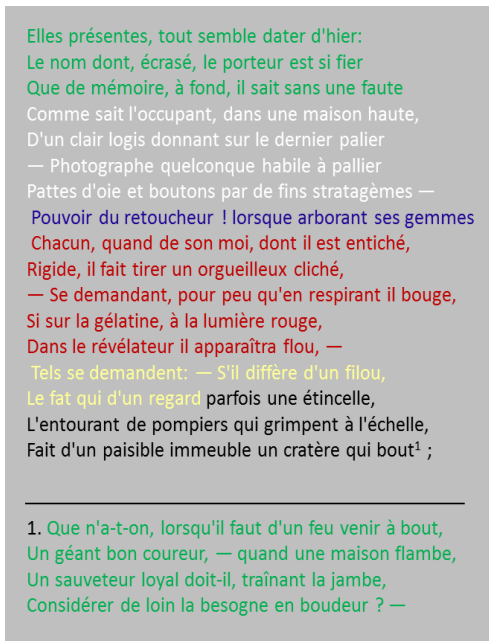 Elles présentes, tout semble dater d'hier:
Le nom dont, écrasé, le porteur est si fier
Que de mémoire, à fond, il sait sans une faute
Comme sait l'occupant, dans une maison haute,
D'un clair logis donnant sur le dernier palier
— Photographe quelconque habile à pallier
Pattes d'oie et boutons par de fins stratagèmes —
Pouvoir du retoucheur ! lorsque arborant ses gemmes
Chacun, quand de son moi, dont il est entiché,
Rigide, il fait tirer un orgueilleux cliché,
— Se demandant, pour peu qu'en respirant il bouge,
Si sur la gélatine, à la lumière rouge,
Dans le révélateur il apparaîtra flou, —
Tels se demandent: — S'il diffère d'un filou,
Le fat qui d'un regard parfois une étincelle,
L'entourant de pompiers qui grimpent à l'échelle,
Fait d'un paisible immeuble un cratère qui bout¹ ;
1. Que n'a-t-on, lorsqu'il faut d'un feu venir à bout,
Un géant bon coureur, — quand une maison flambe,
Un sauveteur loyal doit-il, traînant la jambe,
Considérer de loin la besogne en boudeur ? —